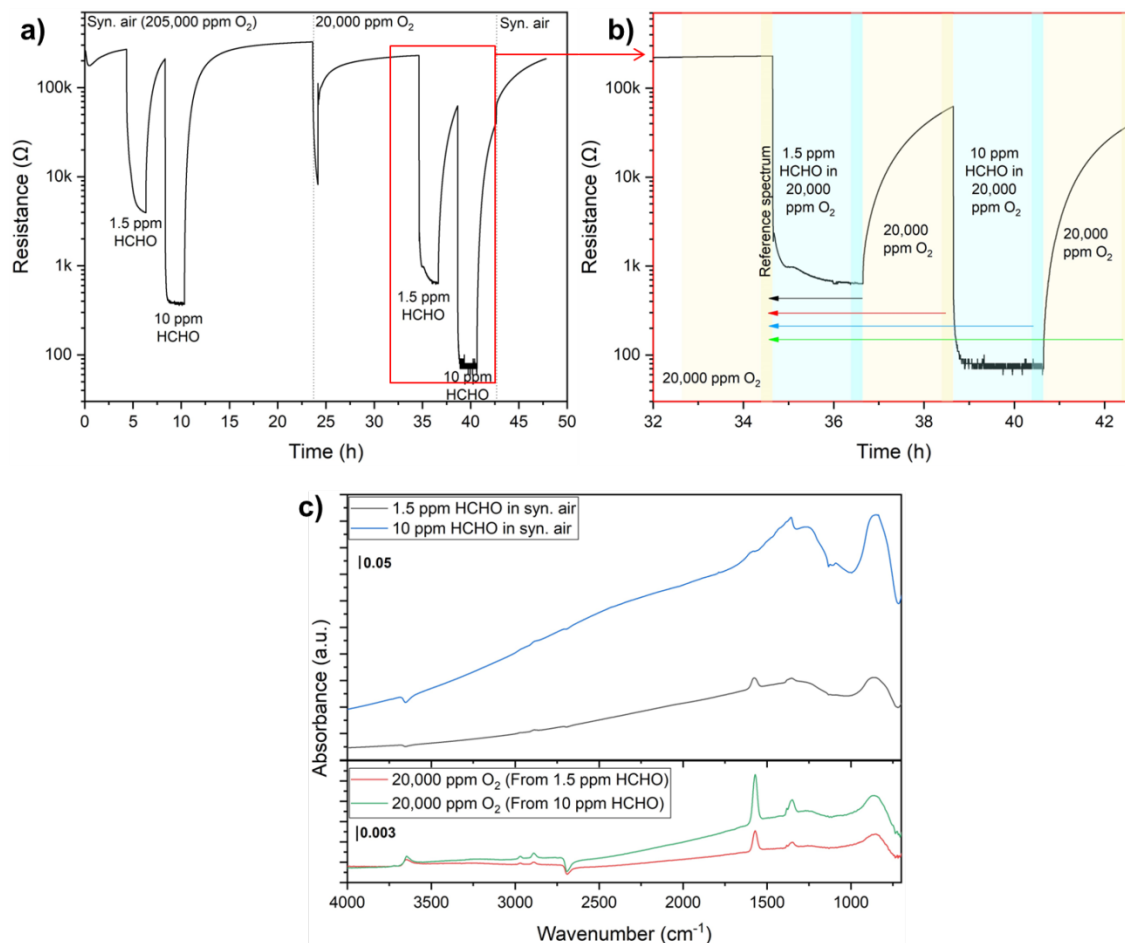 a)
Syn. air (205,000 ppm O₂)
20,000 ppm O₂
Syn. air
100k
10k
1k
100
Resistance (Ω)
1.5 ppm
HCHO
10 ppm
HCHO
1.5 ppm
HCHO
10 ppm
HCHO
0 5 10 15 20 25 30 35 40 45 50
Time (h)
b)
100k
10k
1k
100
Resistance (Ω)
20,000 ppm O₂
Reference spectrum
1.5 ppm
HCHO in
20,000
ppm O₂
20,000
ppm O₂
10 ppm
HCHO in
20,000
ppm O₂
20,000
ppm O₂
32 34 36 38 40 42
Time (h)
c)
1.5 ppm HCHO in syn. air
10 ppm HCHO in syn. air
|0.05
Absorbance (a.u.)
20,000 ppm O₂ (From 1.5 ppm HCHO)
20,000 ppm O₂ (From 10 ppm HCHO)
|0.003
4000 3500 3000 2500 2000 1500 1000
Wavenumber (cm⁻¹)